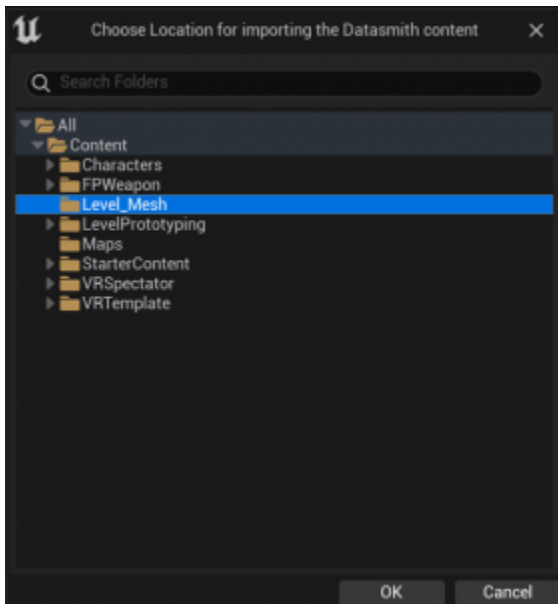 Choose Location for importing the Datasmith content
Search Folders
All
Content
Characters
FPWeapon
Level_Mesh
LevelPrototyping
Maps
StarterContent
VRSpectator
VRTemplate
OK Cancel